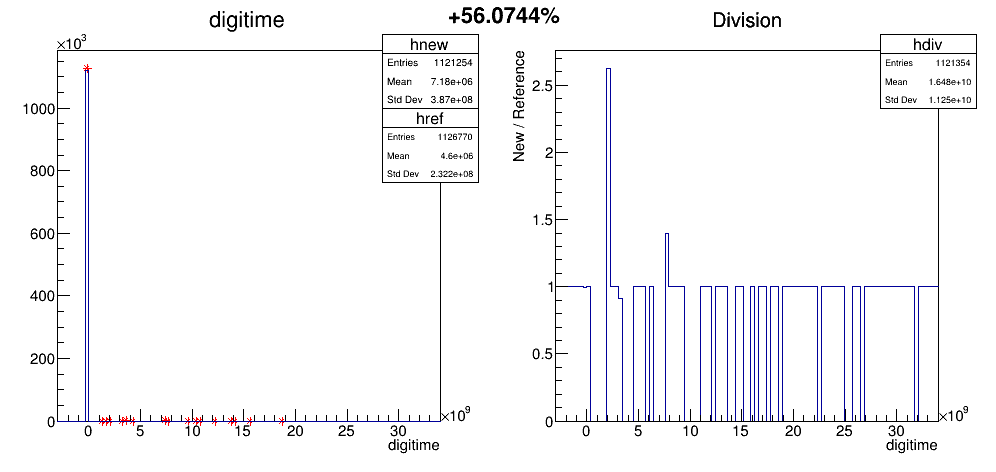 +56.0744%
digitime
×10³
hnew
Entries 1121254
Mean 7.18e+06
Std Dev 3.87e+08
href
Entries 1126770
Mean 4.6e+06
Std Dev 2.322e+08
1000
800
600
400
200
0
0 5 10 15 20 25 30
×10⁹
digitime
Division
hdiv
Entries 1121354
Mean 1.648e+10
Std Dev 1.125e+10
New / Reference
2.5
2
1.5
1
0.5
0
0 5 10 15 20 25 30
×10⁹
digitime